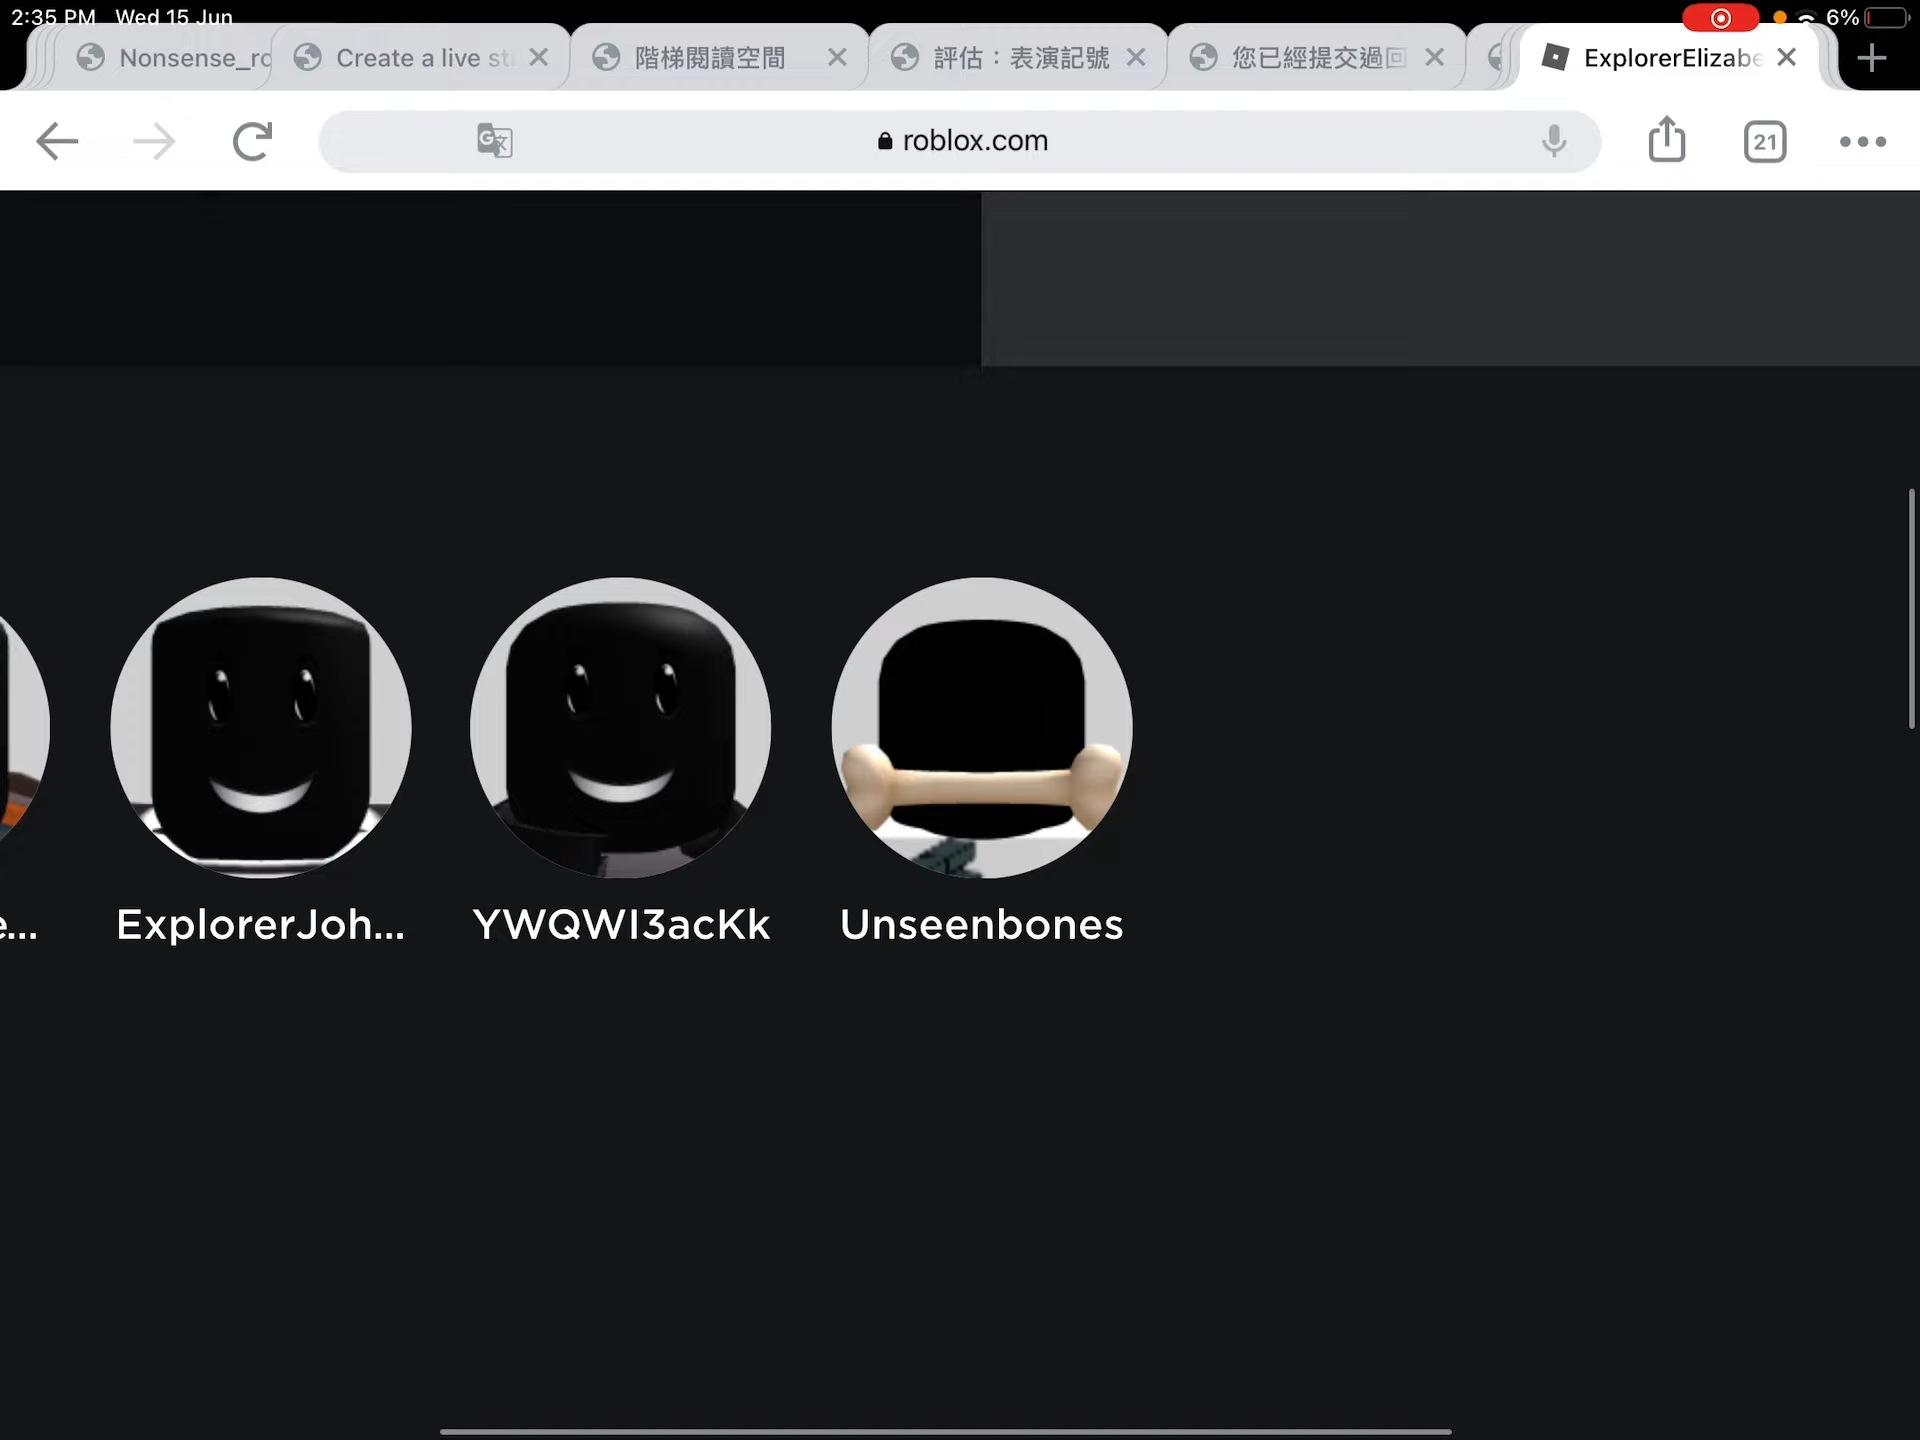 2:35 PM Wed 15 Jun
6%
Nonsense_ro
Create a live st
階梯閱讀空間
評估：表演記號
您已經提交過回
ExplorerElizabe
roblox.com
21
e...
ExplorerJoh...
YWQWI3acKk
Unseenbones